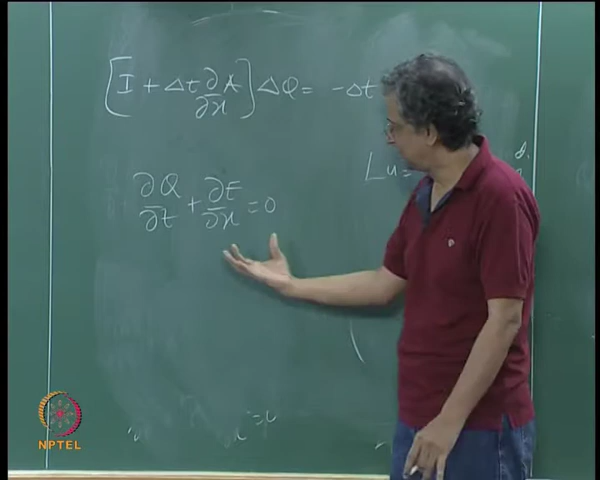 [I + Δt ∂/∂x A] ΔQ = -Δt
Lu =
∂Q/∂t + ∂E/∂x = 0
NPTEL